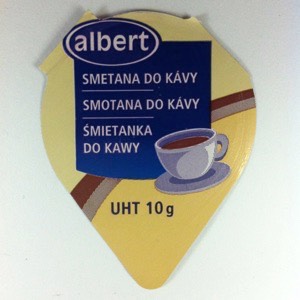 albert
SMETANA DO KÁVY
SMOTANA DO KÁVY
ŚMIETANKA
DO KAWY
UHT 10 g